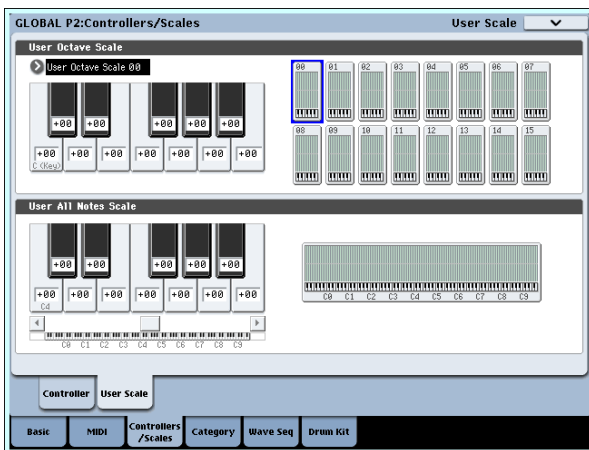 GLOBAL P2:Controllers/Scales User Scale
User Octave Scale
User Octave Scale 00
00 01 02 03 04 05 06 07
+00 +00 +00 +00 +00
+00 +00 +00 +00 +00 +00 +00
C (Key)
08 09 10 11 12 13 14 15
User All Notes Scale
+00 +00 +00 +00 +00
+00 +00 +00 +00 +00 +00 +00
C4
C0 C1 C2 C3 C4 C5 C6 C7 C8 C9
C0 C1 C2 C3 C4 C5 C6 C7 C8 C9
Controller User Scale
Basic MIDI Controllers /Scales Category Wave Seq Drum Kit